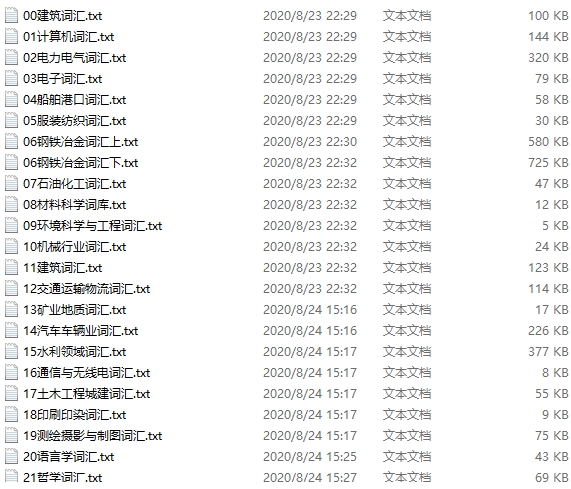 00建筑词汇.txt 2020/8/23 22:29 文本文档 100 KB
01计算机词汇.txt 2020/8/23 22:29 文本文档 144 KB
02电力电气词汇.txt 2020/8/23 22:29 文本文档 320 KB
03电子词汇.txt 2020/8/23 22:29 文本文档 79 KB
04船舶港口词汇.txt 2020/8/23 22:29 文本文档 58 KB
05服装纺织词汇.txt 2020/8/23 22:29 文本文档 30 KB
06钢铁冶金词汇上.txt 2020/8/23 22:30 文本文档 580 KB
06钢铁冶金词汇下.txt 2020/8/23 22:32 文本文档 725 KB
07石油化工词汇.txt 2020/8/23 22:32 文本文档 47 KB
08材料科学词库.txt 2020/8/23 22:32 文本文档 12 KB
09环境科学与工程词汇.txt 2020/8/23 22:32 文本文档 5 KB
10机械行业词汇.txt 2020/8/23 22:32 文本文档 24 KB
11建筑词汇.txt 2020/8/23 22:32 文本文档 123 KB
12交通运输物流词汇.txt 2020/8/23 22:32 文本文档 114 KB
13矿业地质词汇.txt 2020/8/24 15:16 文本文档 17 KB
14汽车车辆业词汇.txt 2020/8/24 15:16 文本文档 226 KB
15水利领域词汇.txt 2020/8/24 15:17 文本文档 377 KB
16通信与无线电词汇.txt 2020/8/24 15:17 文本文档 8 KB
17土木工程城建词汇.txt 2020/8/24 15:17 文本文档 55 KB
18印刷印染词汇.txt 2020/8/24 15:17 文本文档 9 KB
19测绘摄影与制图词汇.txt 2020/8/24 15:17 文本文档 75 KB
20语言学词汇.txt 2020/8/24 15:25 文本文档 43 KB
21哲学词汇.txt 2020/8/24 15:27 文本文档 69 KB